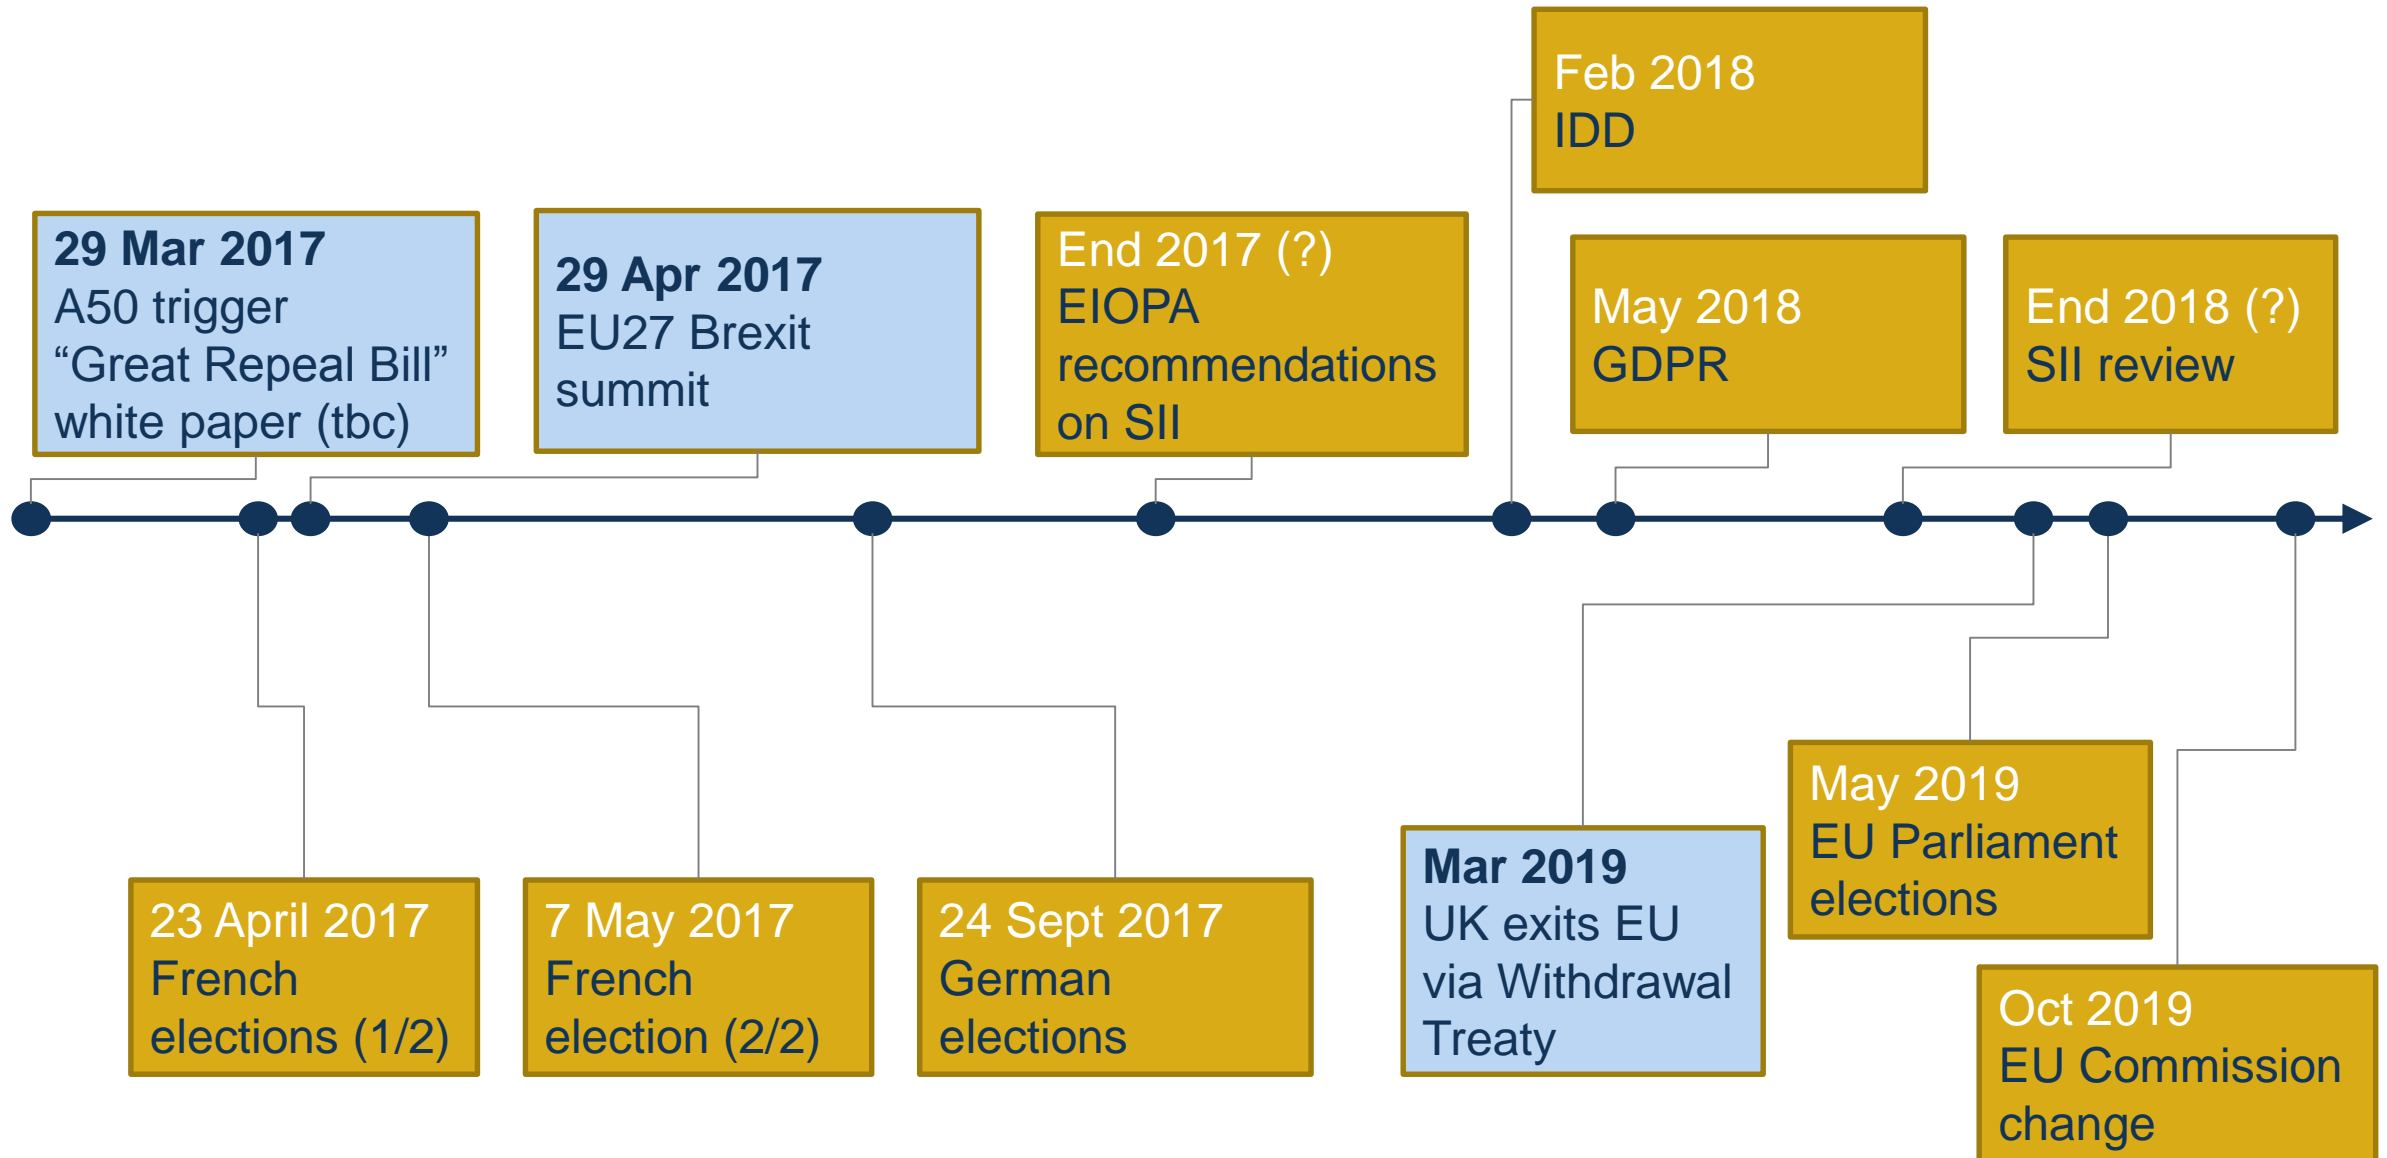 Feb 2018
IDD
29 Mar 2017
A50 trigger
“Great Repeal Bill”
white paper (tbc)
29 Apr 2017
EU27 Brexit
summit
End 2017 (?)
EIOPA
recommendations
on SII
May 2018
GDPR
End 2018 (?)
SII review
23 April 2017
French
elections (1/2)
7 May 2017
French
election (2/2)
24 Sept 2017
German
elections
Mar 2019
UK exits EU
via Withdrawal
Treaty
May 2019
EU Parliament
elections
Oct 2019
EU Commission
change